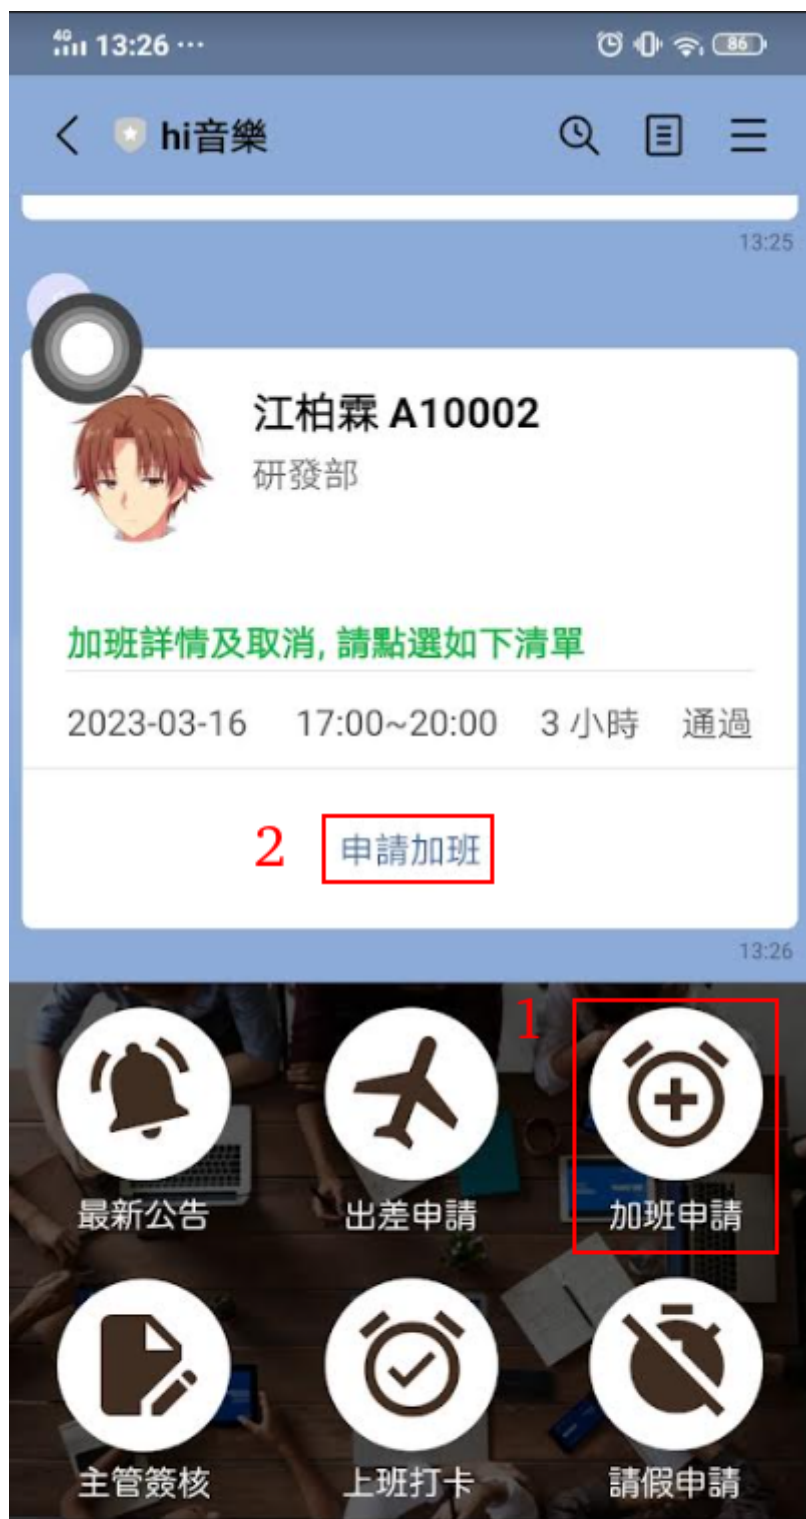 4G 13:26 ··· 86
hi音樂
13:25
江柏霖 A10002
研發部
加班詳情及取消, 請點選如下清單
2023-03-16 17:00~20:00 3 小時 通過
2 申請加班
13:26
1
最新公告 出差申請 加班申請
主管簽核 上班打卡 請假申請